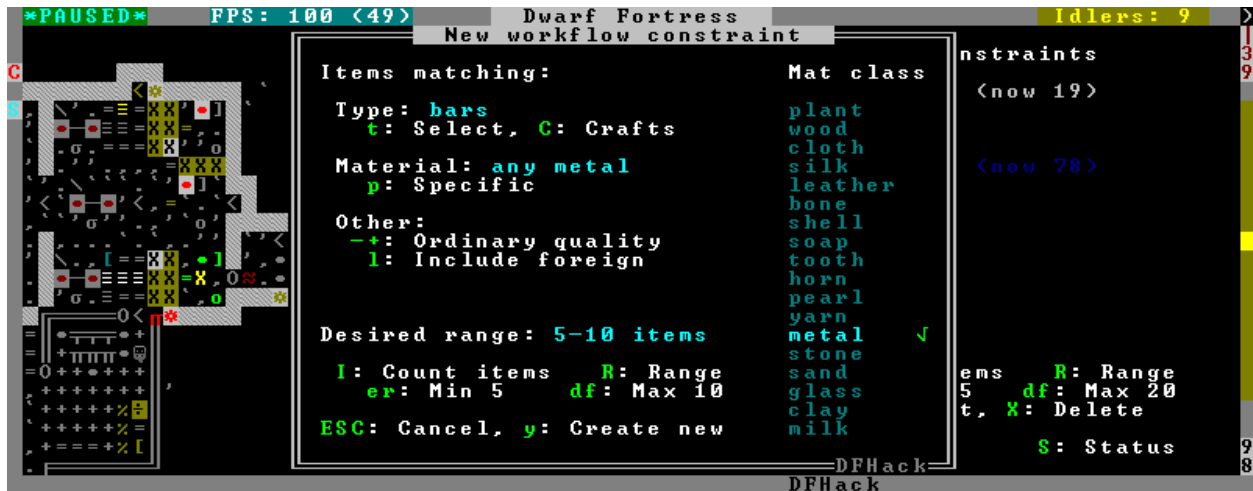 *PAUSED* FPS: 100 (49) Dwarf Fortress Idlers: 9
New workflow constraint
nstraints
Items matching: Mat class
(now 19)
Type: bars plant
t: Select, C: Crafts wood
cloth
Material: any metal silk
(now 78)
p: Specific leather
bone
Other: shell
-+: Ordinary quality soap
l: Include foreign tooth
horn
pearl
yarn
Desired range: 5-10 items metal √
stone
I: Count items R: Range sand
ems R: Range
er: Min 5 df: Max 10 glass
5 df: Max 20
clay
t, X: Delete
ESC: Cancel, y: Create new milk
S: Status
DFHack
DFHack